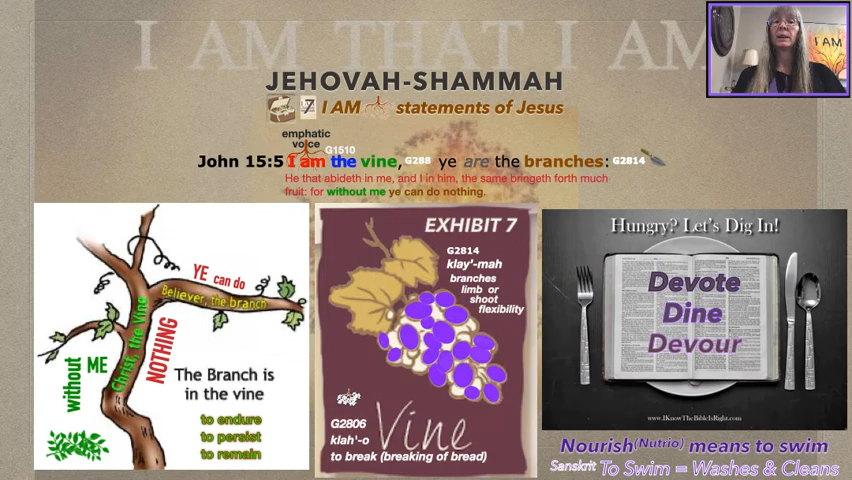 I AM THAT I AM
I AM
JEHOVAH-SHAMMAH
7 I AM statements of Jesus
emphatic
voice
G1510
John 15:5 I am the vine, G288 ye are the branches: G2814
He that abideth in me, and I in him, the same bringeth forth much
fruit: for without me ye can do nothing.
YE can do
Believer, the branch
Christ, the Vine
NOTHING
without ME
The Branch is
in the vine
to endure
to persist
to remain
EXHIBIT 7
G2814
klay'-mah
branches
limb or
shoot
flexibility
G2806
klah'-o
Vine
to break (breaking of bread)
Hungry? Let's Dig In!
Devote
Dine
Devour
www.IKnowTheBibleIsRight.com
Nourish (Nutrio) means to swim
Sanskrit To Swim = Washes & Cleans